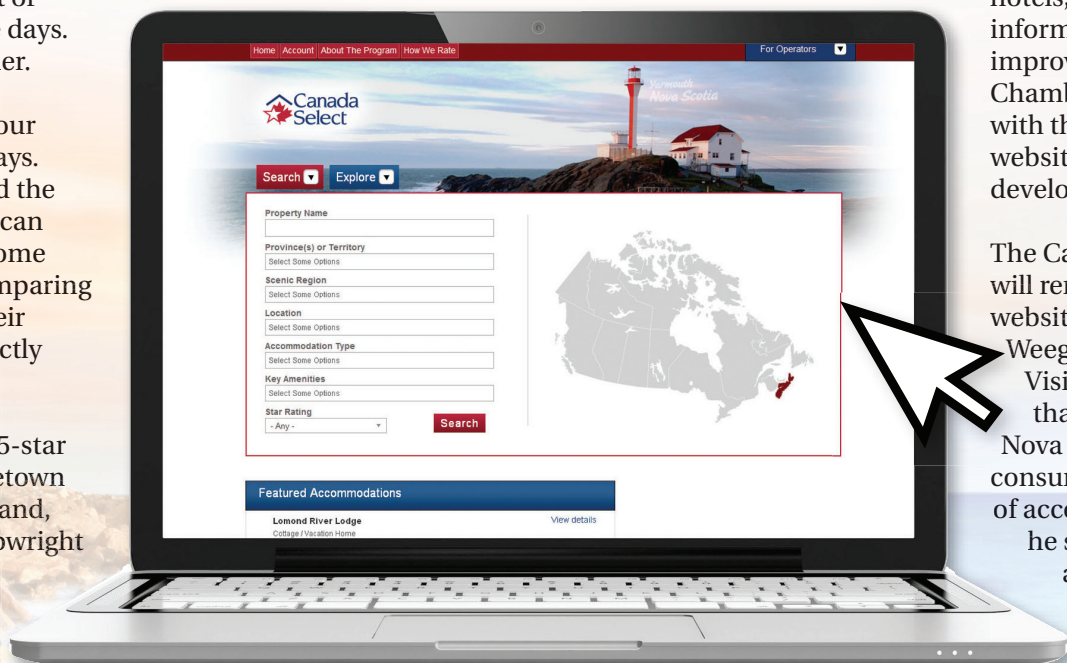 t of
e days.
er.
our
ays.
d the
can
ome
mparing
eir
ctly
5-star
etown
and,
owright
Home Account About The Program How We Rate
For Operators
Canada
Select
Yarmouth
Nova Scotia
Search
Explore
Property Name
Province(s) or Territory
Select Some Options
Scenic Region
Select Some Options
Location
Select Some Options
Accommodation Type
Select Some Options
Key Amenities
Select Some Options
Star Rating
- Any -
Search
Featured Accommodations
Lomond River Lodge
View details
Cottage / Vacation Home
hotels,
inform
improv
Chamb
with th
websit
develo
The Ca
will re
websit
Weeg
Visi
tha
Nova
consu
of acco
he s
a